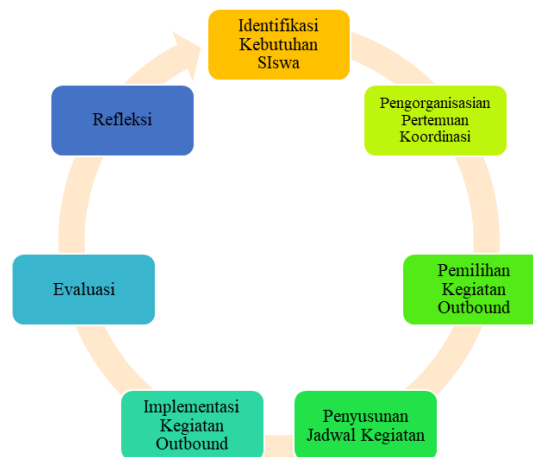 Identifikasi
Kebutuhan
SIswa
Pengorganisasian
Pertemuan
Koordinasi
Pemilihan
Kegiatan
Outbound
Penyusunan
Jadwal Kegiatan
Implementasi
Kegiatan
Outbound
Evaluasi
Refleksi